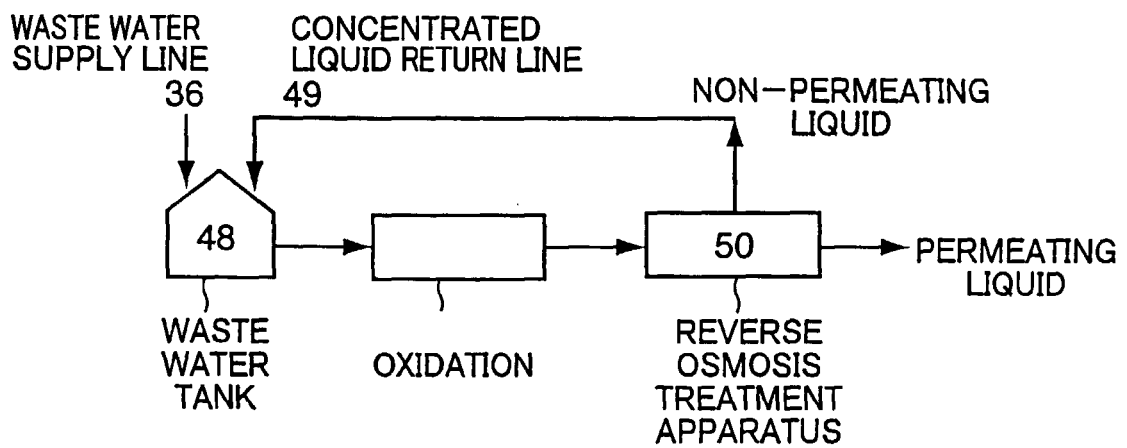 WASTE WATER
SUPPLY LINE
36
CONCENTRATED
LIQUID RETURN LINE
49
NON-PERMEATING
LIQUID
48
50
PERMEATING
LIQUID
WASTE
WATER
TANK
OXIDATION
REVERSE
OSMOSIS
TREATMENT
APPARATUS